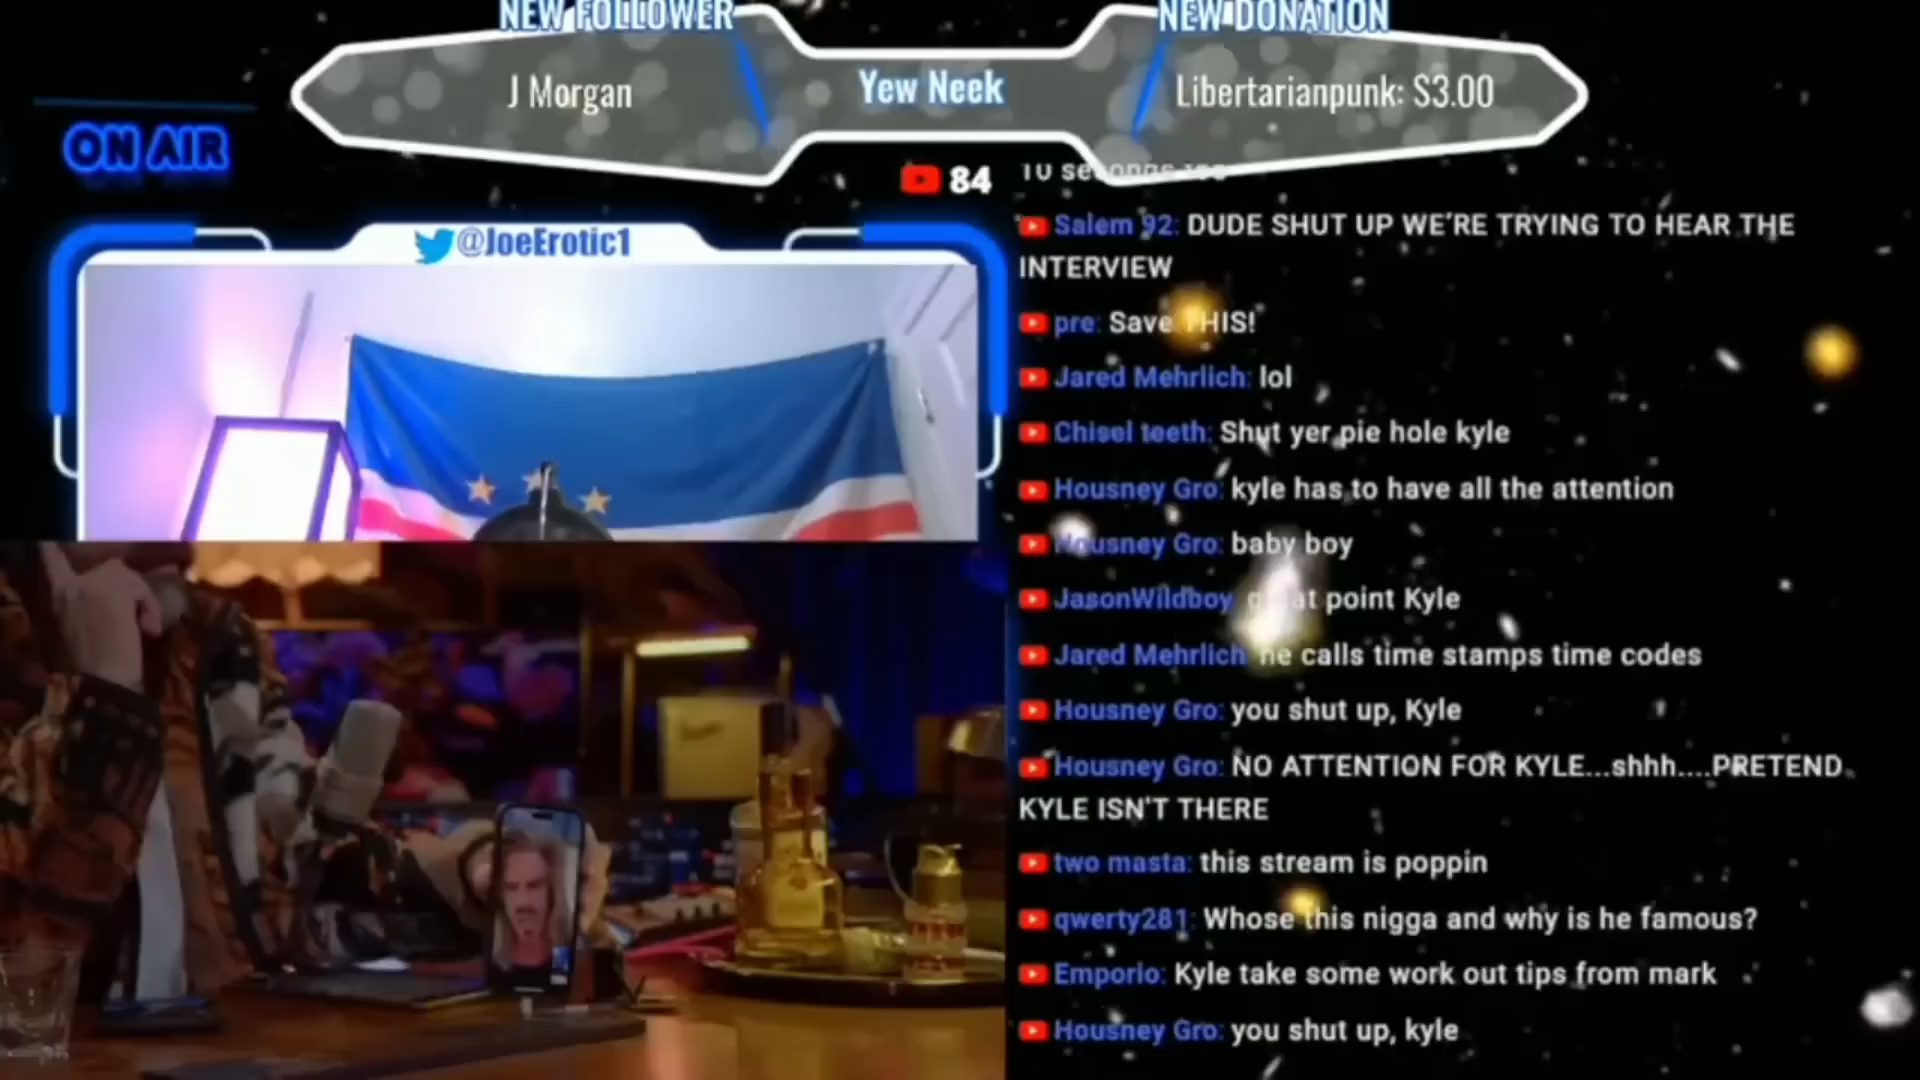 NEW FOLLOWER
NEW DONATION
J Morgan
Yew Neek
Libertarianpunk: $3.00
ON AIR
84
@JoeErotic1
Salem 92: DUDE SHUT UP WE'RE TRYING TO HEAR THE
INTERVIEW
pre: Save THIS!
Jared Mehrlich: lol
Chisel teeth: Shut yer pie hole kyle
Housney Gro: kyle has to have all the attention
Housney Gro: baby boy
JasonWildboy: great point Kyle
Jared Mehrlich: he calls time stamps time codes
Housney Gro: you shut up, Kyle
Housney Gro: NO ATTENTION FOR KYLE...shhh....PRETEND
KYLE ISN'T THERE
two masta: this stream is poppin
qwerty281: Whose this nigga and why is he famous?
Emporio: Kyle take some work out tips from mark
Housney Gro: you shut up, kyle